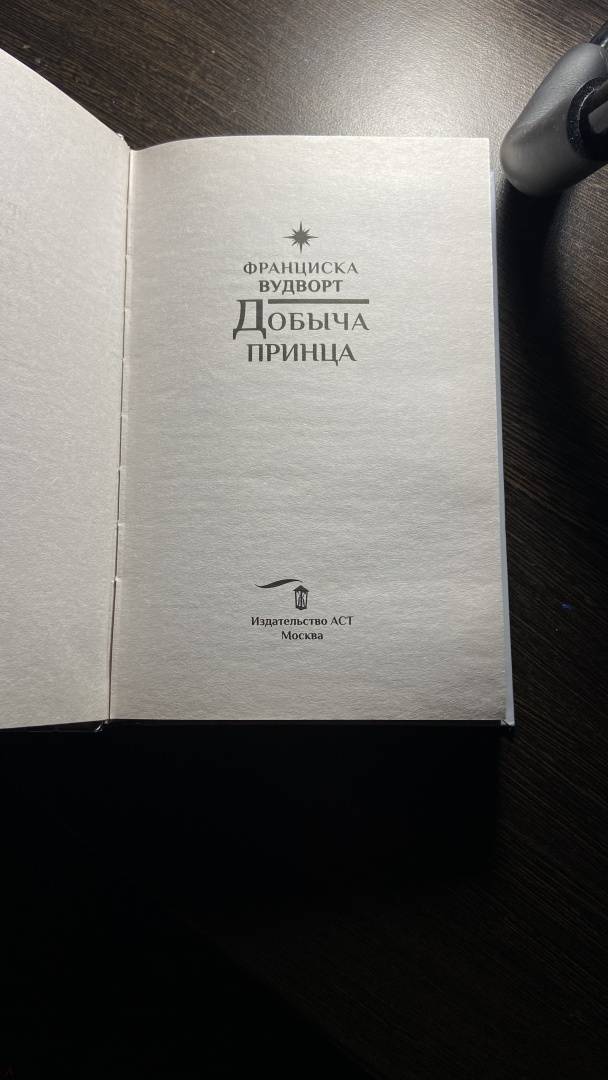 ФРАНЦИСКА
ВУДВОРТ
ДОБЫЧА
ПРИНЦА
Издательство АСТ
Москва